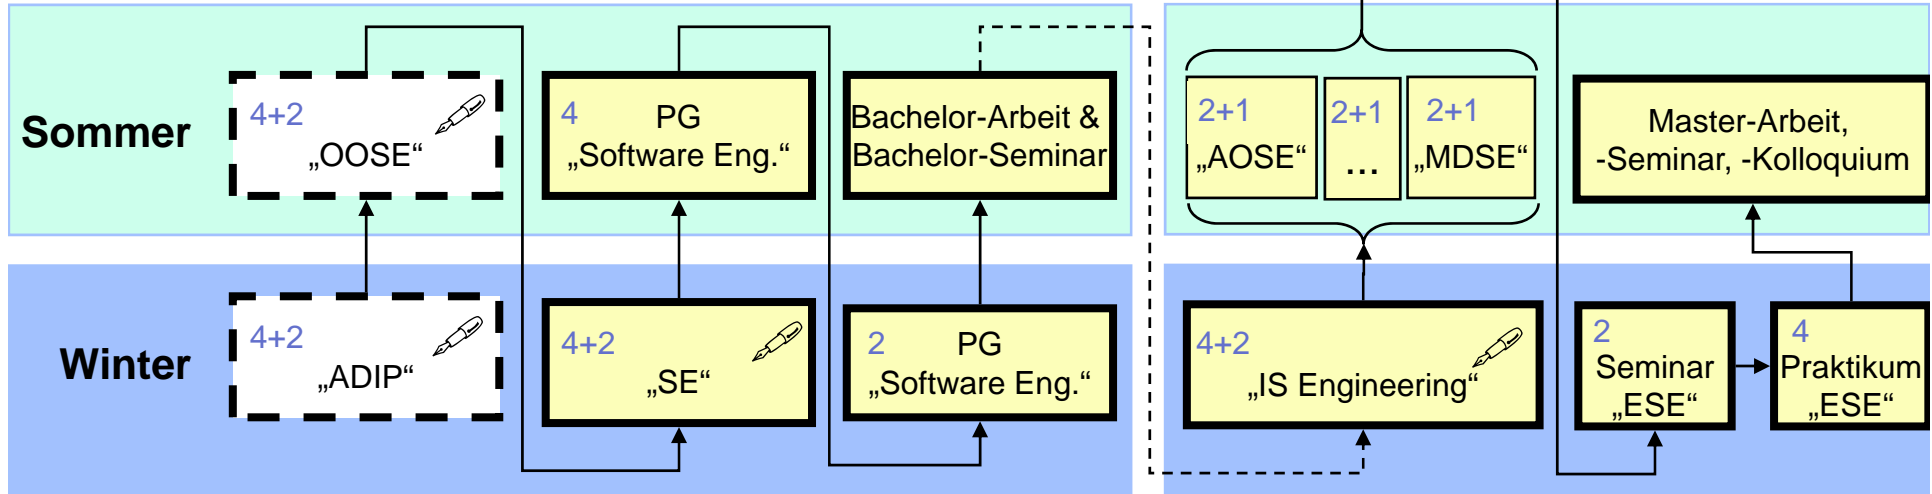 Sommer
4+2
„OOSE“
4
PG
„Software Eng.“
Bachelor-Arbeit &
Bachelor-Seminar
2+1
„AOSE“
2+1
...
2+1
„MDSE“
Master-Arbeit,
-Seminar, -Kolloquium
Winter
4+2
„ADIP“
4+2
„SE“
2
PG
„Software Eng.“
4+2
„IS Engineering“
2
Seminar
„ESE“
4
Praktikum
„ESE“